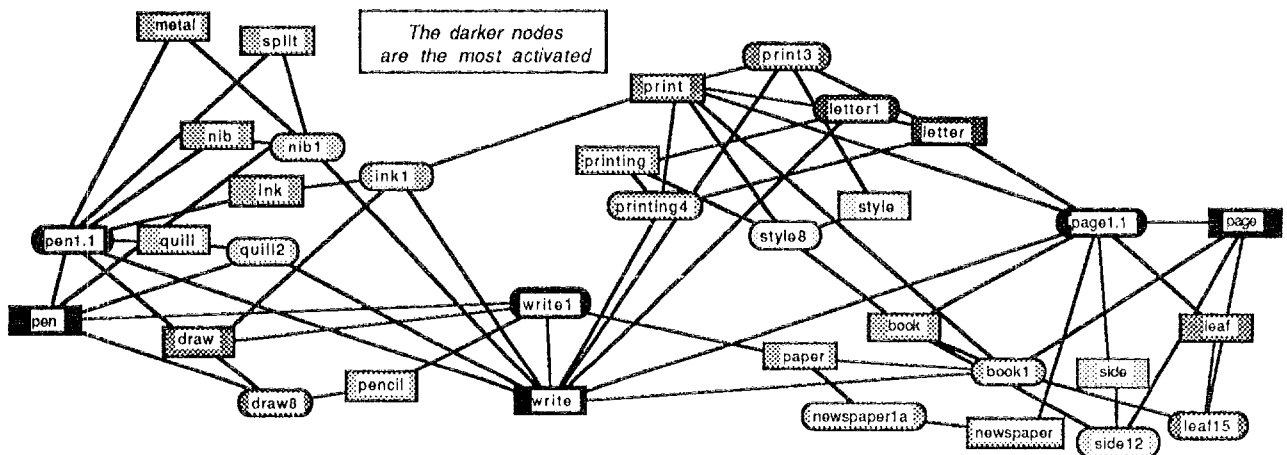 metal
split
The darker nodes
are the most activated
print3
print
letter1
letter
nib
nib1
printing
ink
ink1
printing4
style
style8
pen1.1
quill
quill2
page1.1
page
pen
write1
draw
book
leaf
paper
pencil
book1
side
draw8
write
newspaper1a
newspaper
side12
leaf15